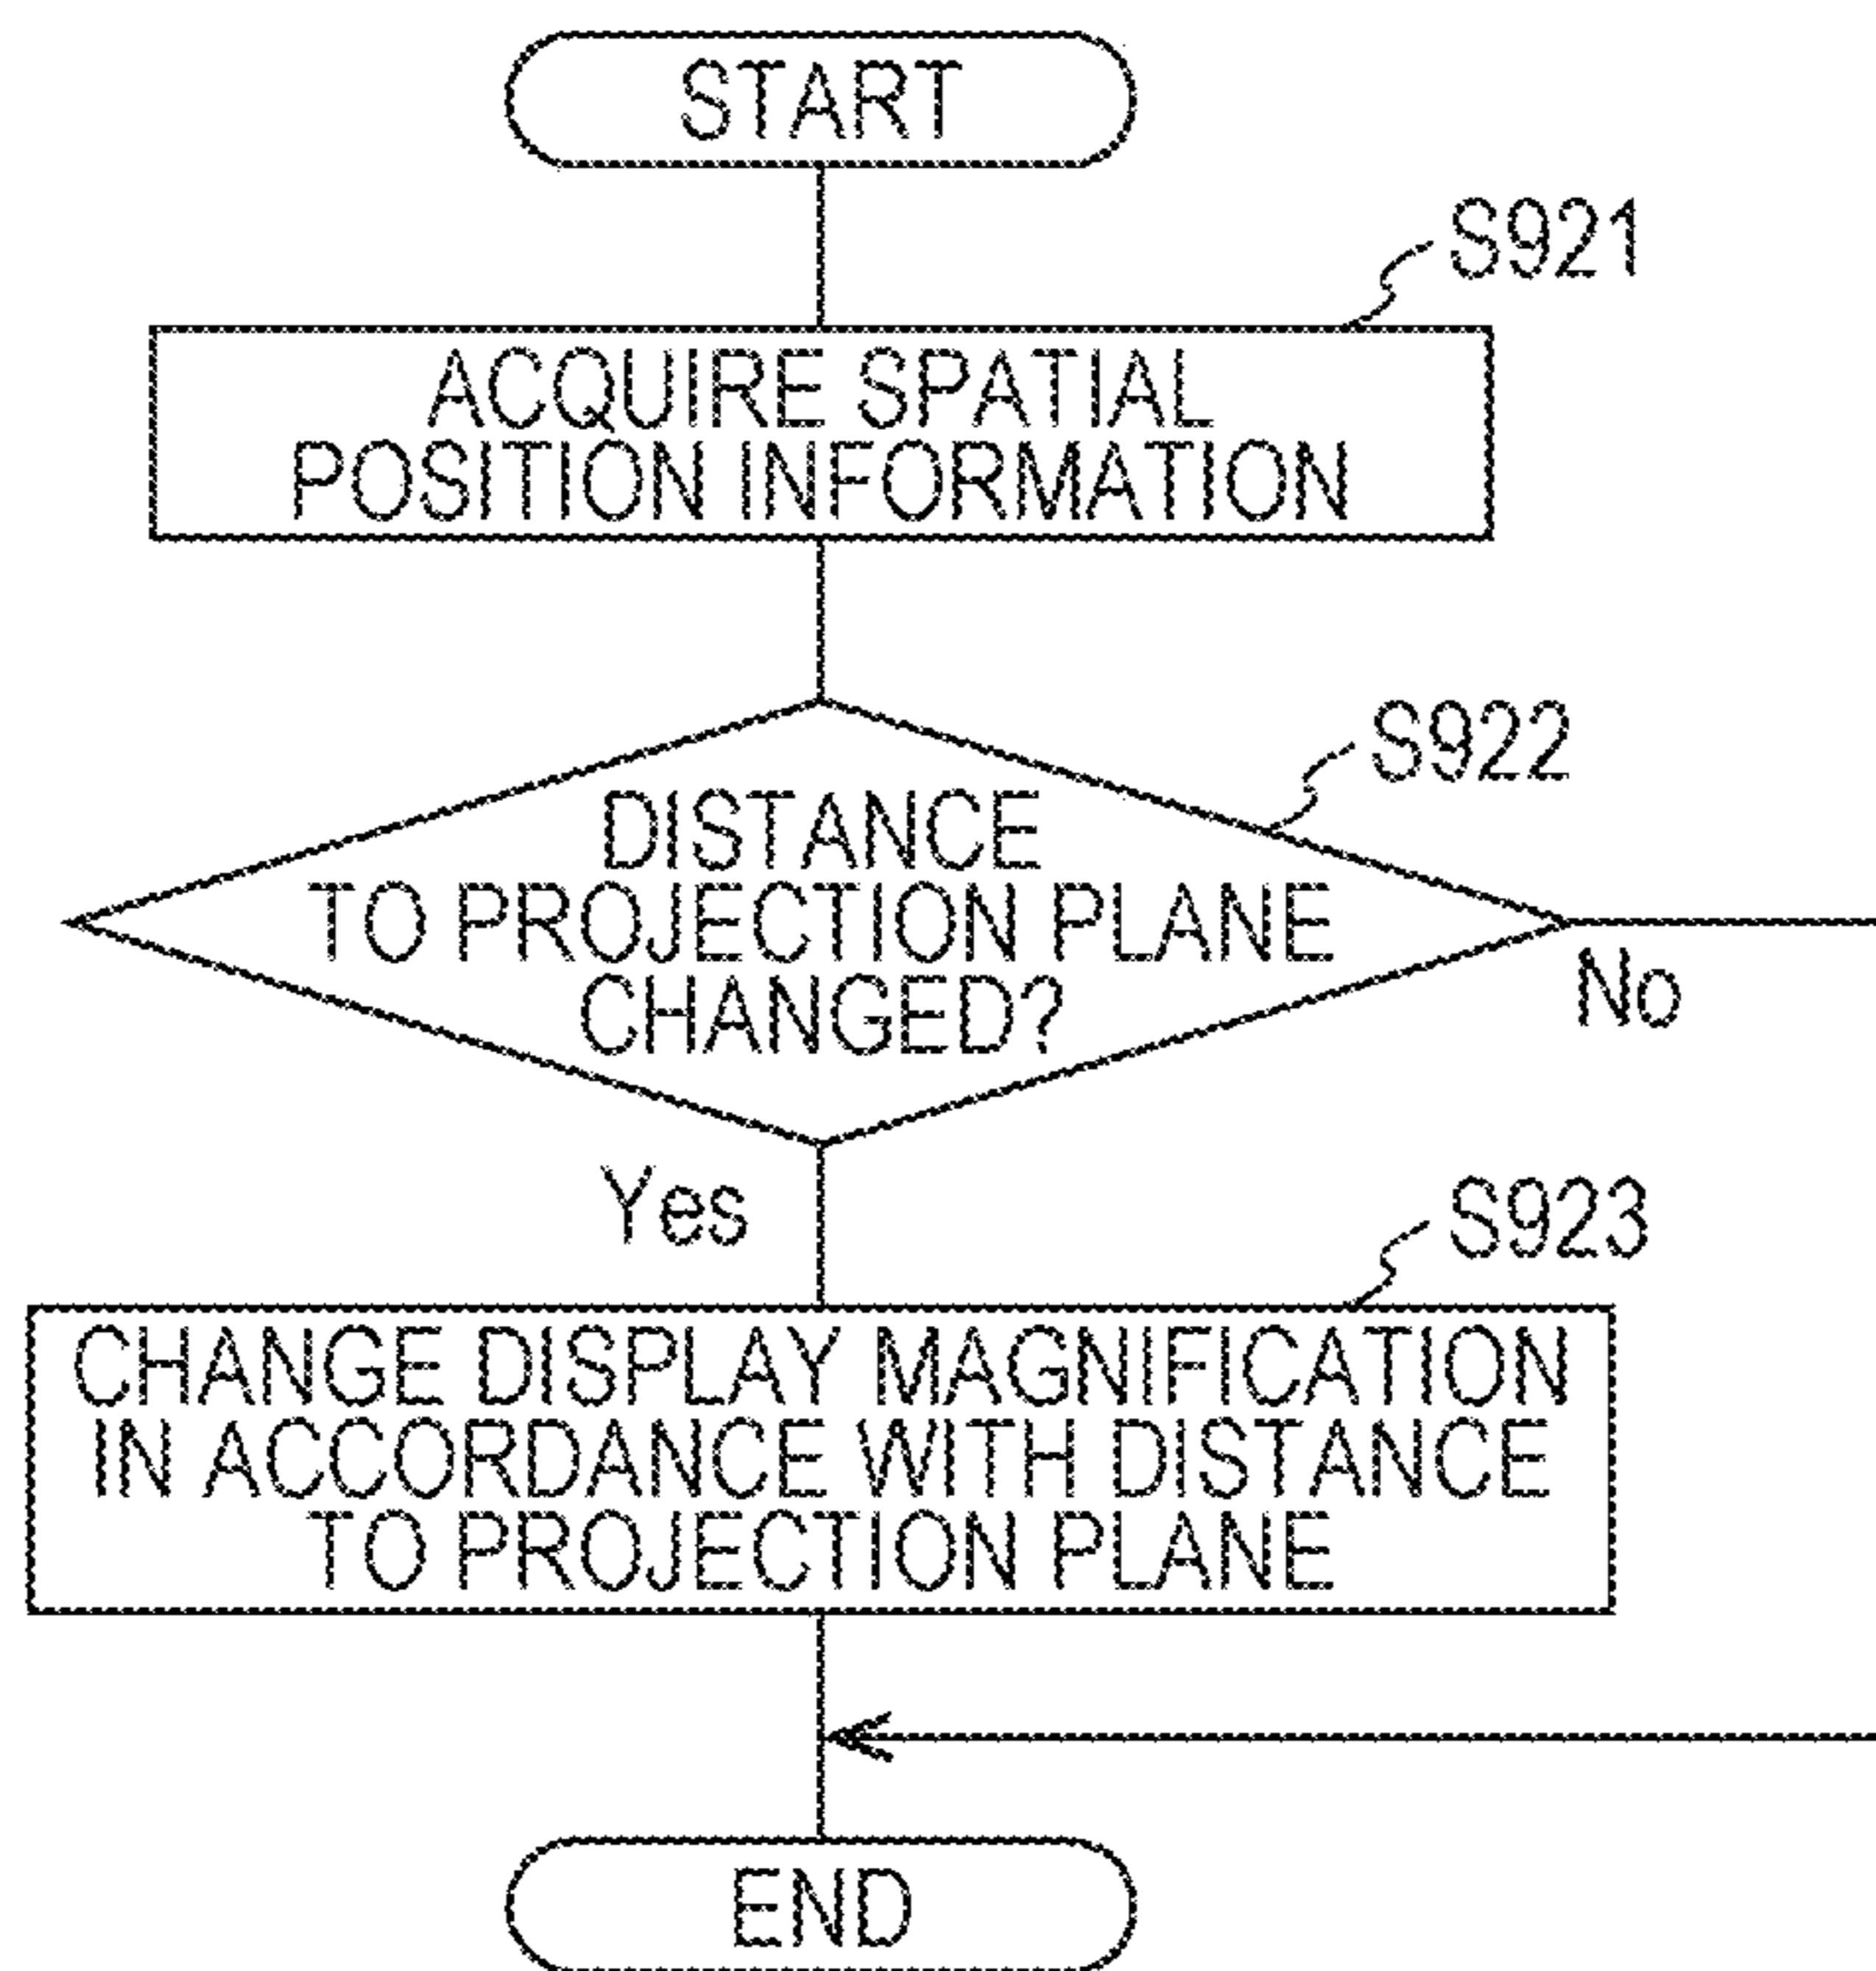 START
S921
ACQUIRE SPATIAL
POSITION INFORMATION
S922
DISTANCE
TO PROJECTION PLANE
CHANGED?
No
Yes
S923
CHANGE DISPLAY MAGNIFICATION
IN ACCORDANCE WITH DISTANCE
TO PROJECTION PLANE
END